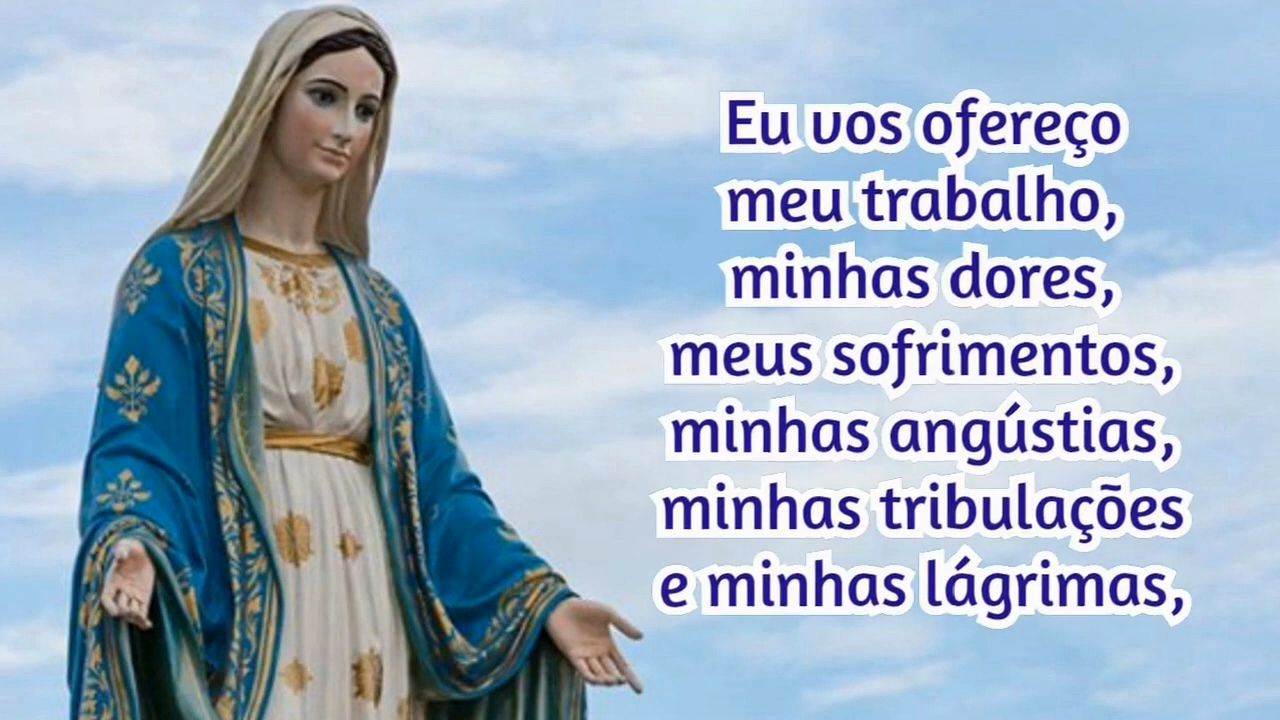 Eu vos ofereço
meu trabalho,
minhas dores,
meus sofrimentos,
minhas angústias,
minhas tribulações
e minhas lágrimas,